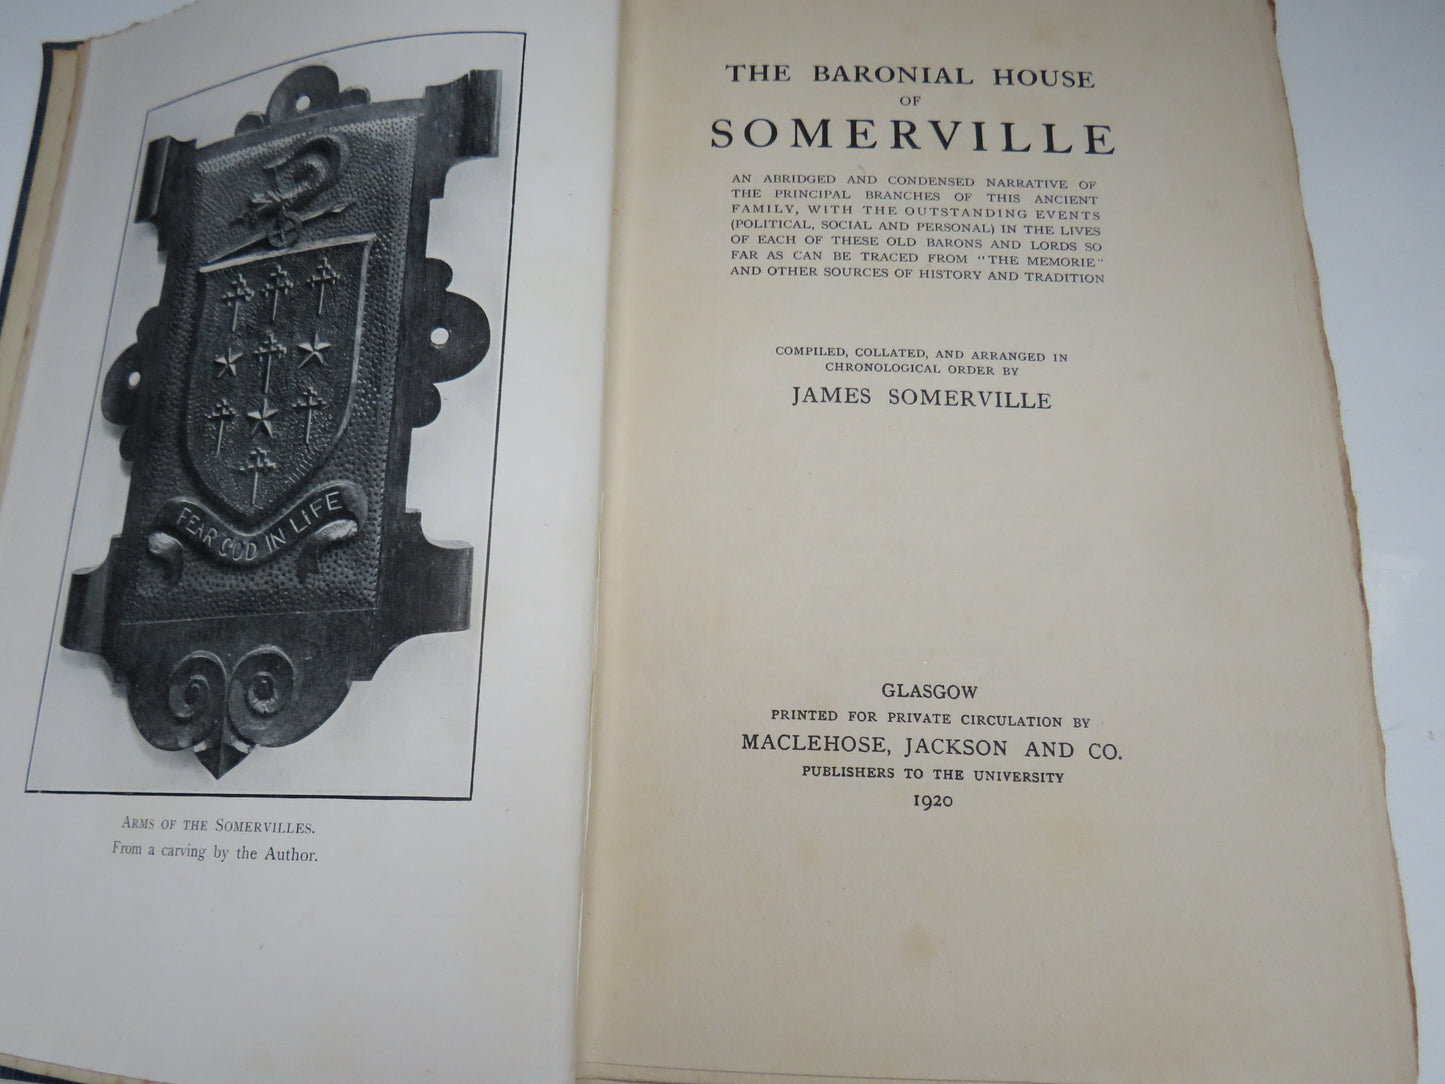 FEAR GOD IN LIFE
ARMS OF THE SOMERVILLES.
From a carving by the Author.
THE BARONIAL HOUSE
OF
SOMERVILLE
AN ABRIDGED AND CONDENSED NARRATIVE OF
THE PRINCIPAL BRANCHES OF THIS ANCIENT
FAMILY, WITH THE OUTSTANDING EVENTS
(POLITICAL, SOCIAL AND PERSONAL) IN THE LIVES
OF EACH OF THESE OLD BARONS AND LORDS SO
FAR AS CAN BE TRACED FROM "THE MEMORIE"
AND OTHER SOURCES OF HISTORY AND TRADITION
COMPILED, COLLATED, AND ARRANGED IN
CHRONOLOGICAL ORDER BY
JAMES SOMERVILLE
GLASGOW
PRINTED FOR PRIVATE CIRCULATION BY
MACLEHOSE, JACKSON AND CO.
PUBLISHERS TO THE UNIVERSITY
1920